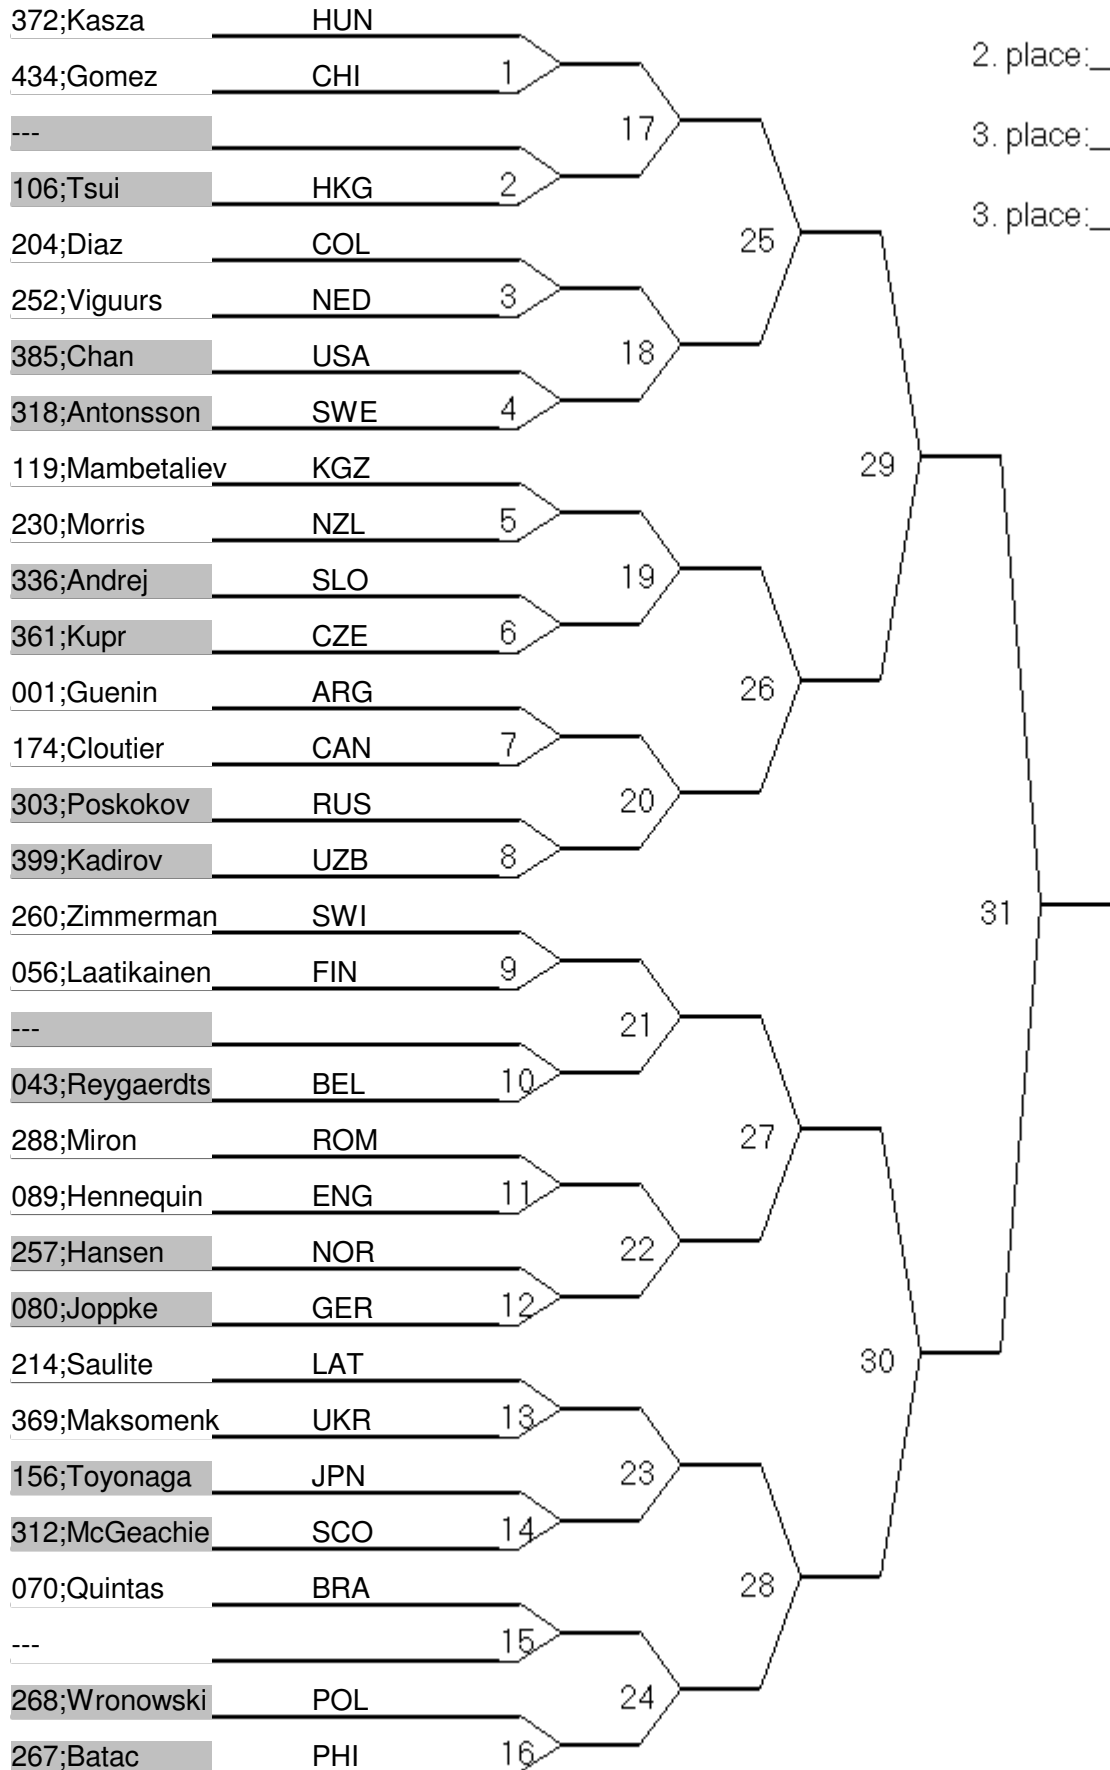 372;Kasza HUN
2. place:_
434;Gomez CHI 1
--- 17
3. place:_
106;Tsui HKG 2
3. place:_
204;Diaz COL 25
252;Viguurs NED 3
385;Chan USA 18
318;Antonsson SWE 4
119;Mambetaliev KGZ 29
230;Morris NZL 5
336;Andrej SLO 19
361;Kupr CZE 6
001;Guenin ARG 26
174;Cloutier CAN 7
303;Poskokov RUS 20
399;Kadirov UZB 8
260;Zimmerman SWI 31
056;Laatikainen FIN 9
--- 21
043;Reygaerdts BEL 10
288;Miron ROM 27
089;Hennequin ENG 11
257;Hansen NOR 22
080;Joppke GER 12
214;Saulite LAT 30
369;Maksomenk UKR 13
156;Toyonaga JPN 23
312;McGeachie SCO 14
070;Quintas BRA 28
--- 15
268;Wronowski POL 24
267;Batac PHI 16